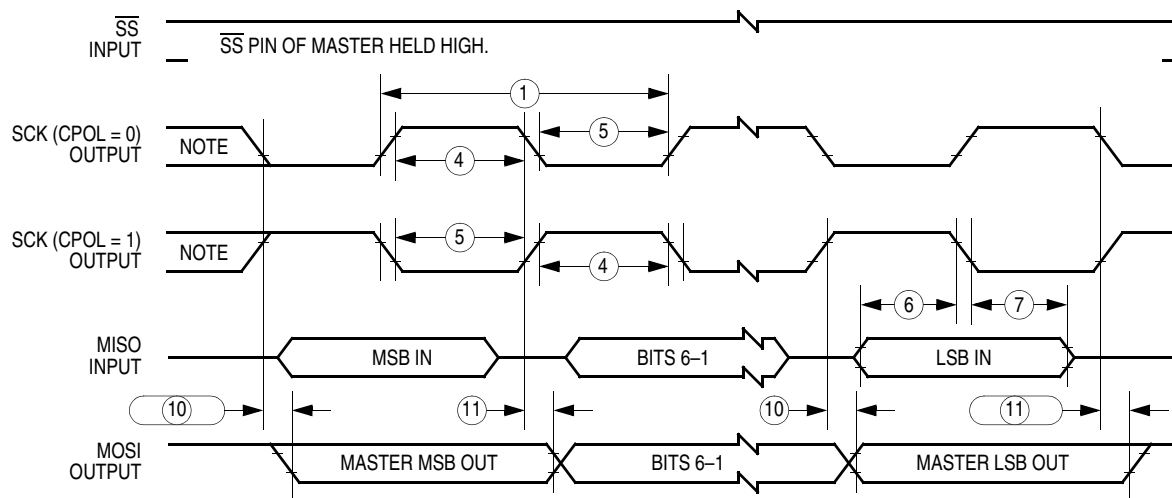 SS
INPUT
SS PIN OF MASTER HELD HIGH.
1
SCK (CPOL = 0)
OUTPUT
NOTE
5
4
SCK (CPOL = 1)
OUTPUT
NOTE
5
4
6
7
MISO
INPUT
MSB IN
BITS 6–1
LSB IN
10
11
10
11
MOSI
OUTPUT
MASTER MSB OUT
BITS 6–1
MASTER LSB OUT